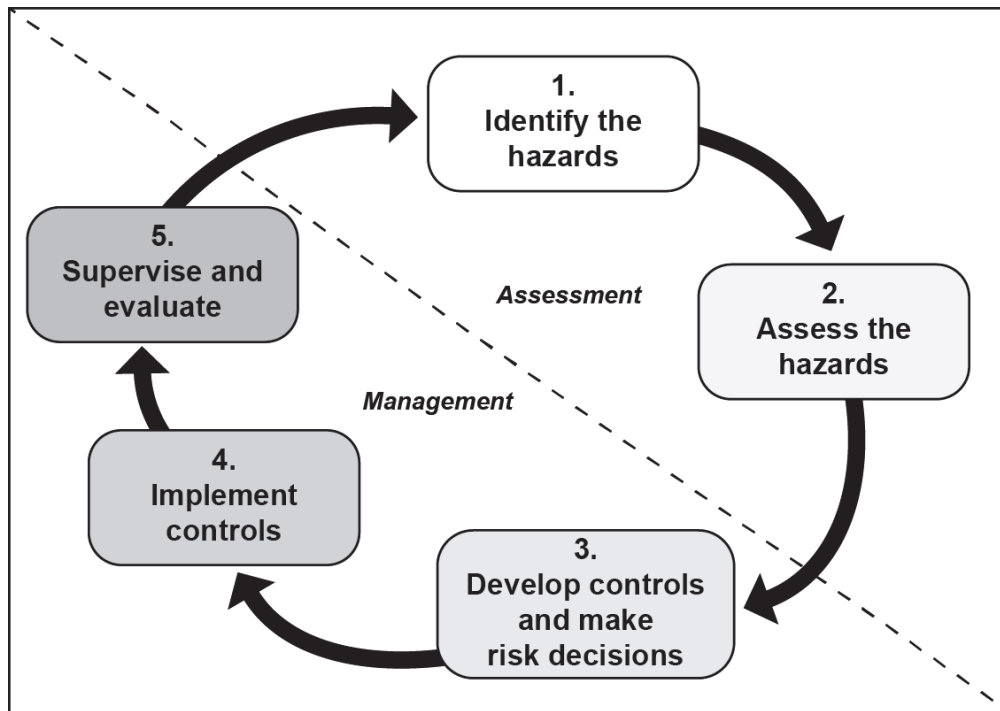 1.
Identify the
hazards
2.
Assess the
hazards
3.
Develop controls
and make
risk decisions
4.
Implement
controls
5.
Supervise and
evaluate
Assessment
Management